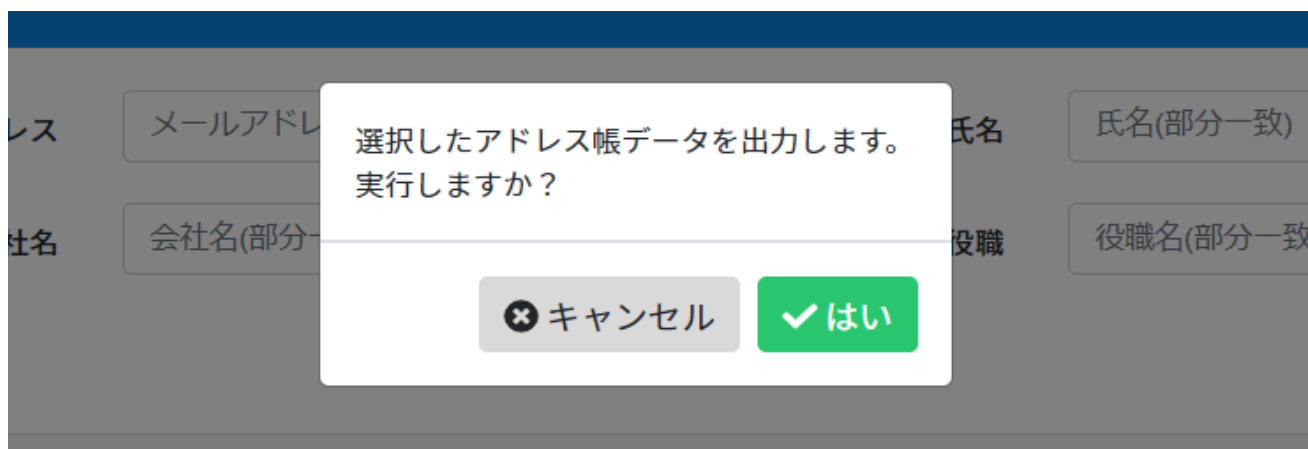 レス
メールアドレ
氏名
氏名(部分一致)
選択したアドレス帳データを出力します。
実行しますか？
社名
会社名(部分一
役職
役職名(部分一致
キャンセル
はい